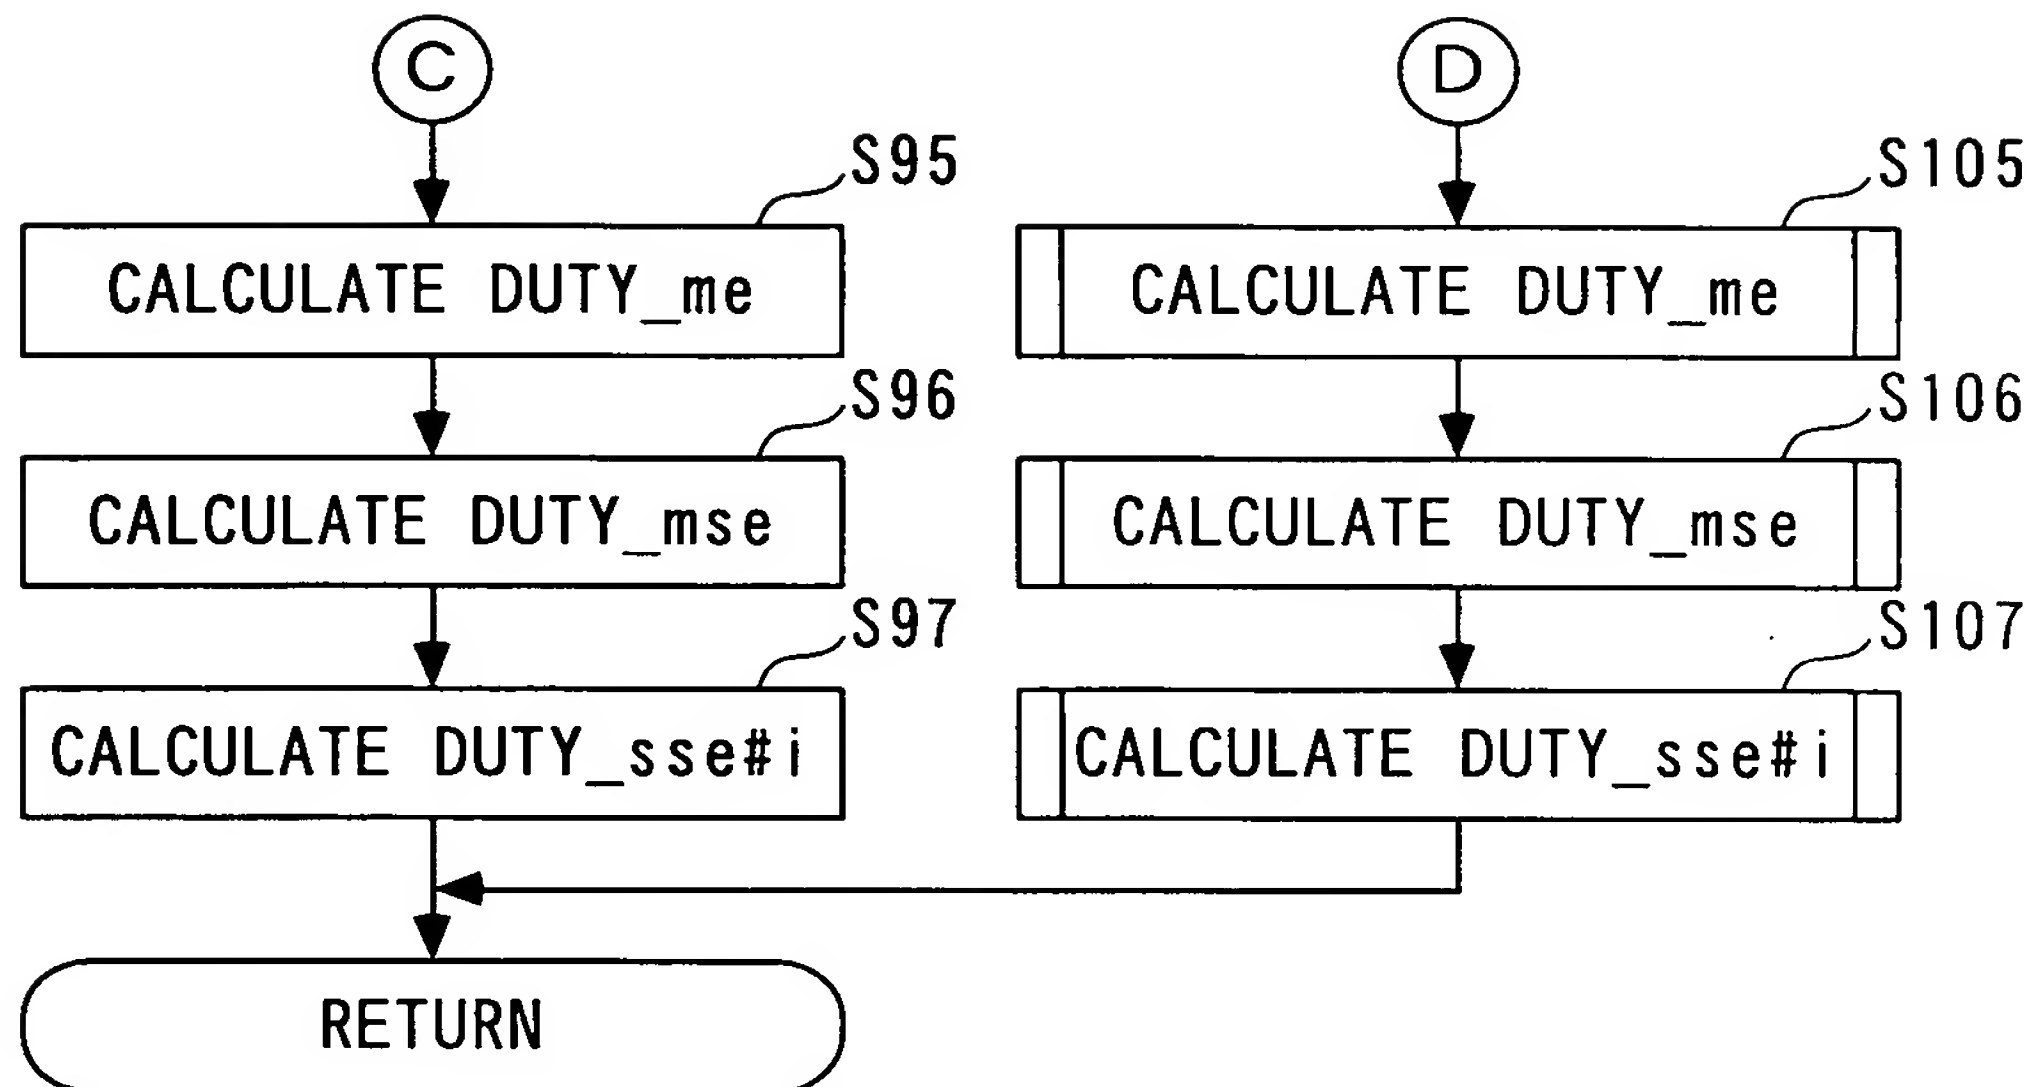 C
S95
CALCULATE DUTY_me
S96
CALCULATE DUTY_mse
S97
CALCULATE DUTY_sse#i
RETURN
D
S105
CALCULATE DUTY_me
S106
CALCULATE DUTY_mse
S107
CALCULATE DUTY_sse#i